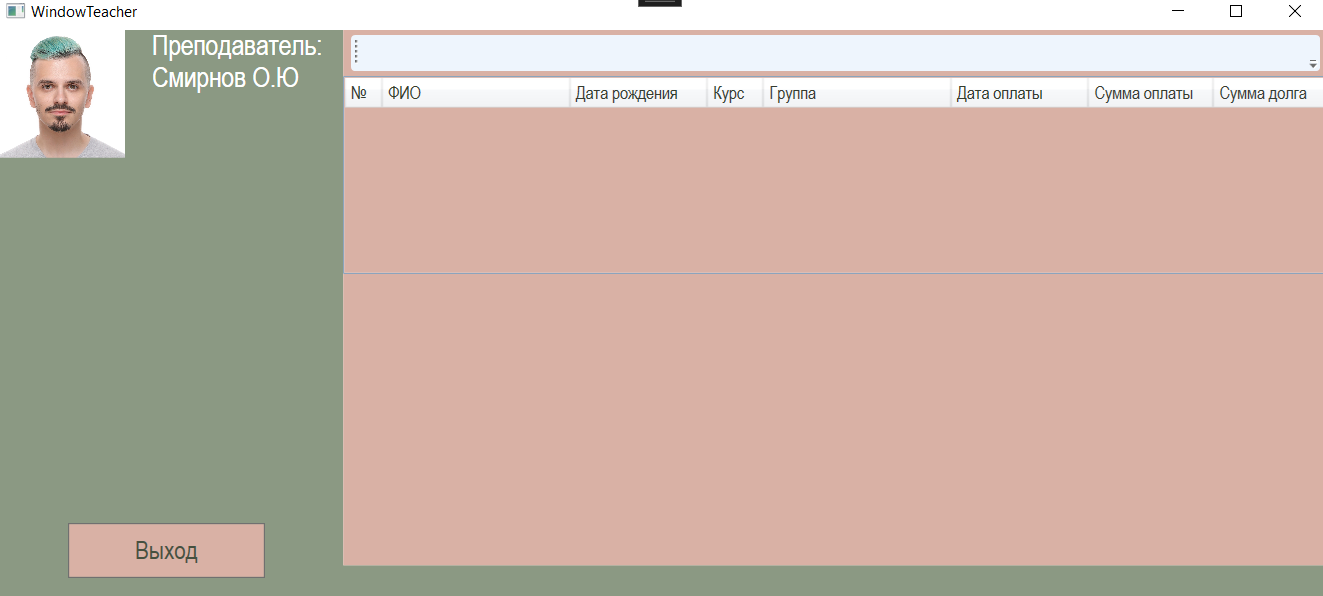 WindowTeacher
Преподаватель:
Смирнов О.Ю
№ ФИО Дата рождения Курс Группа Дата оплаты Сумма оплаты Сумма долга
Выход